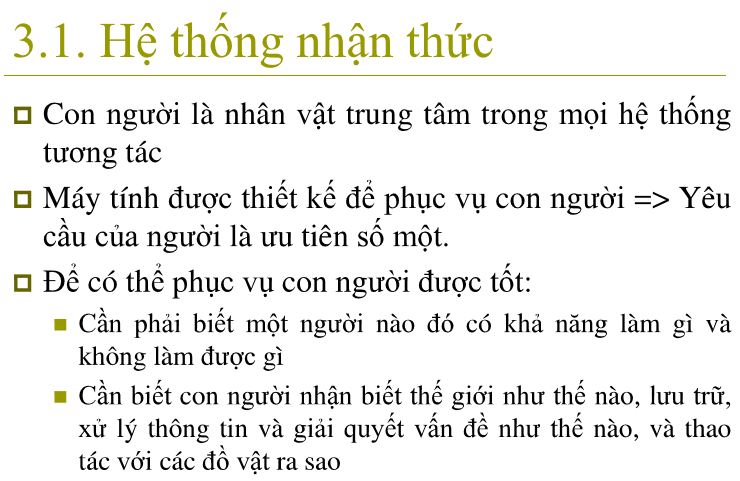 3.1. Hệ thống nhận thức
Con người là nhân vật trung tâm trong mọi hệ thống
tương tác
Máy tính được thiết kế để phục vụ con người => Yêu
cầu của người là ưu tiên số một.
Để có thể phục vụ con người được tốt:
Cần phải biết một người nào đó có khả năng làm gì và
không làm được gì
Cần biết con người nhận biết thế giới như thế nào, lưu trữ,
xử lý thông tin và giải quyết vấn đề như thế nào, và thao
tác với các đồ vật ra sao